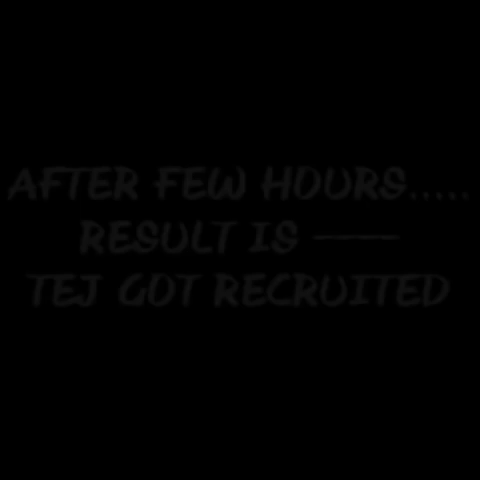 AFTER FEW HOURS.....
RESULT IS ----
TEJ GOT RECRUITED